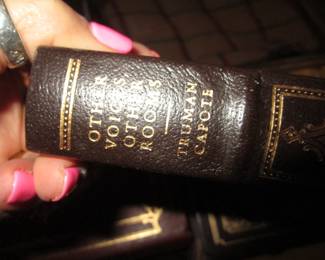 OTHER
VOICES,
OTHER
ROOMS
TRUMAN
CAPOTE